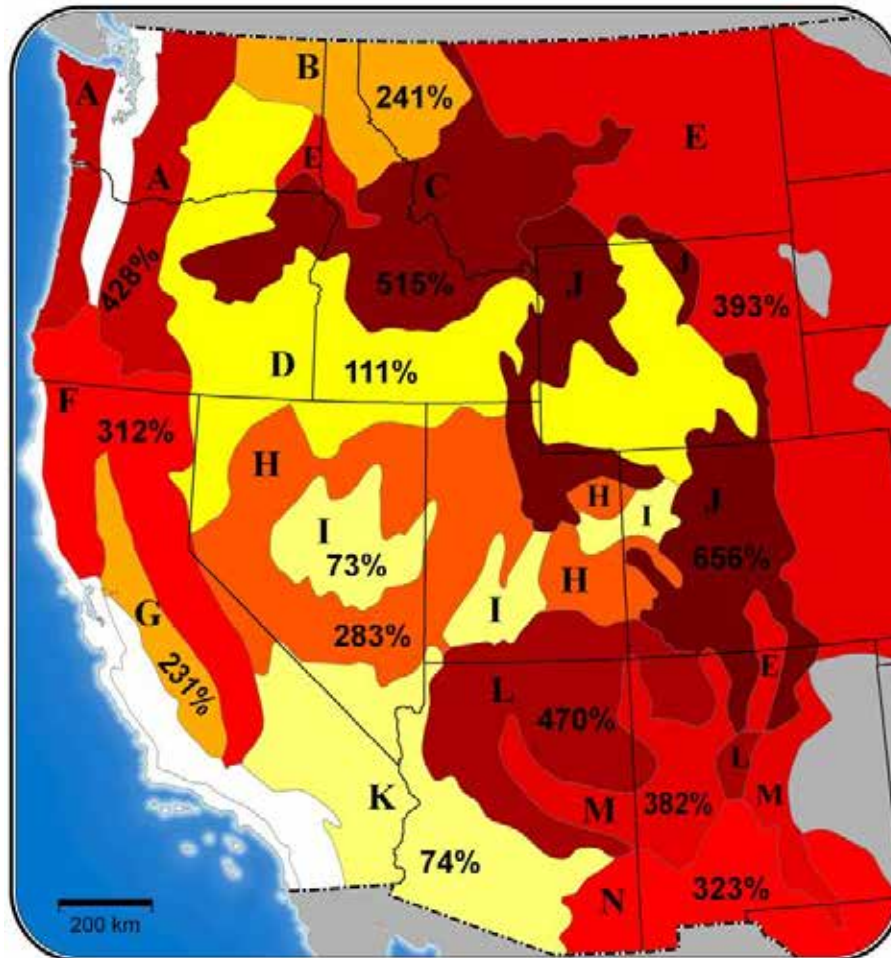 B
A
241%
E
E
A
C
428%
515%
J
J
393%
D
111%
F
312%
H
H
I
J
I
73%
656%
H
I
G
283%
231%
L
E
470%
L
K
M
382%
M
74%
N
323%
200 km